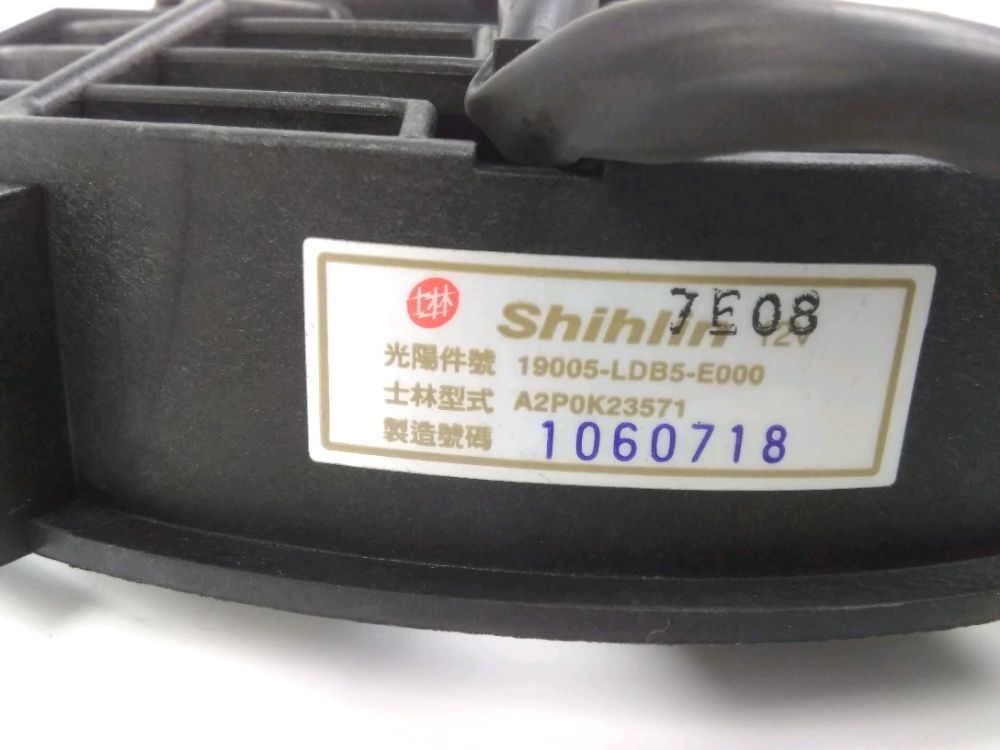 士林 Shihlin 7E08 12V
光陽件號 19005-LDB5-E000
士林型式 A2P0K23571
製造號碼 1060718